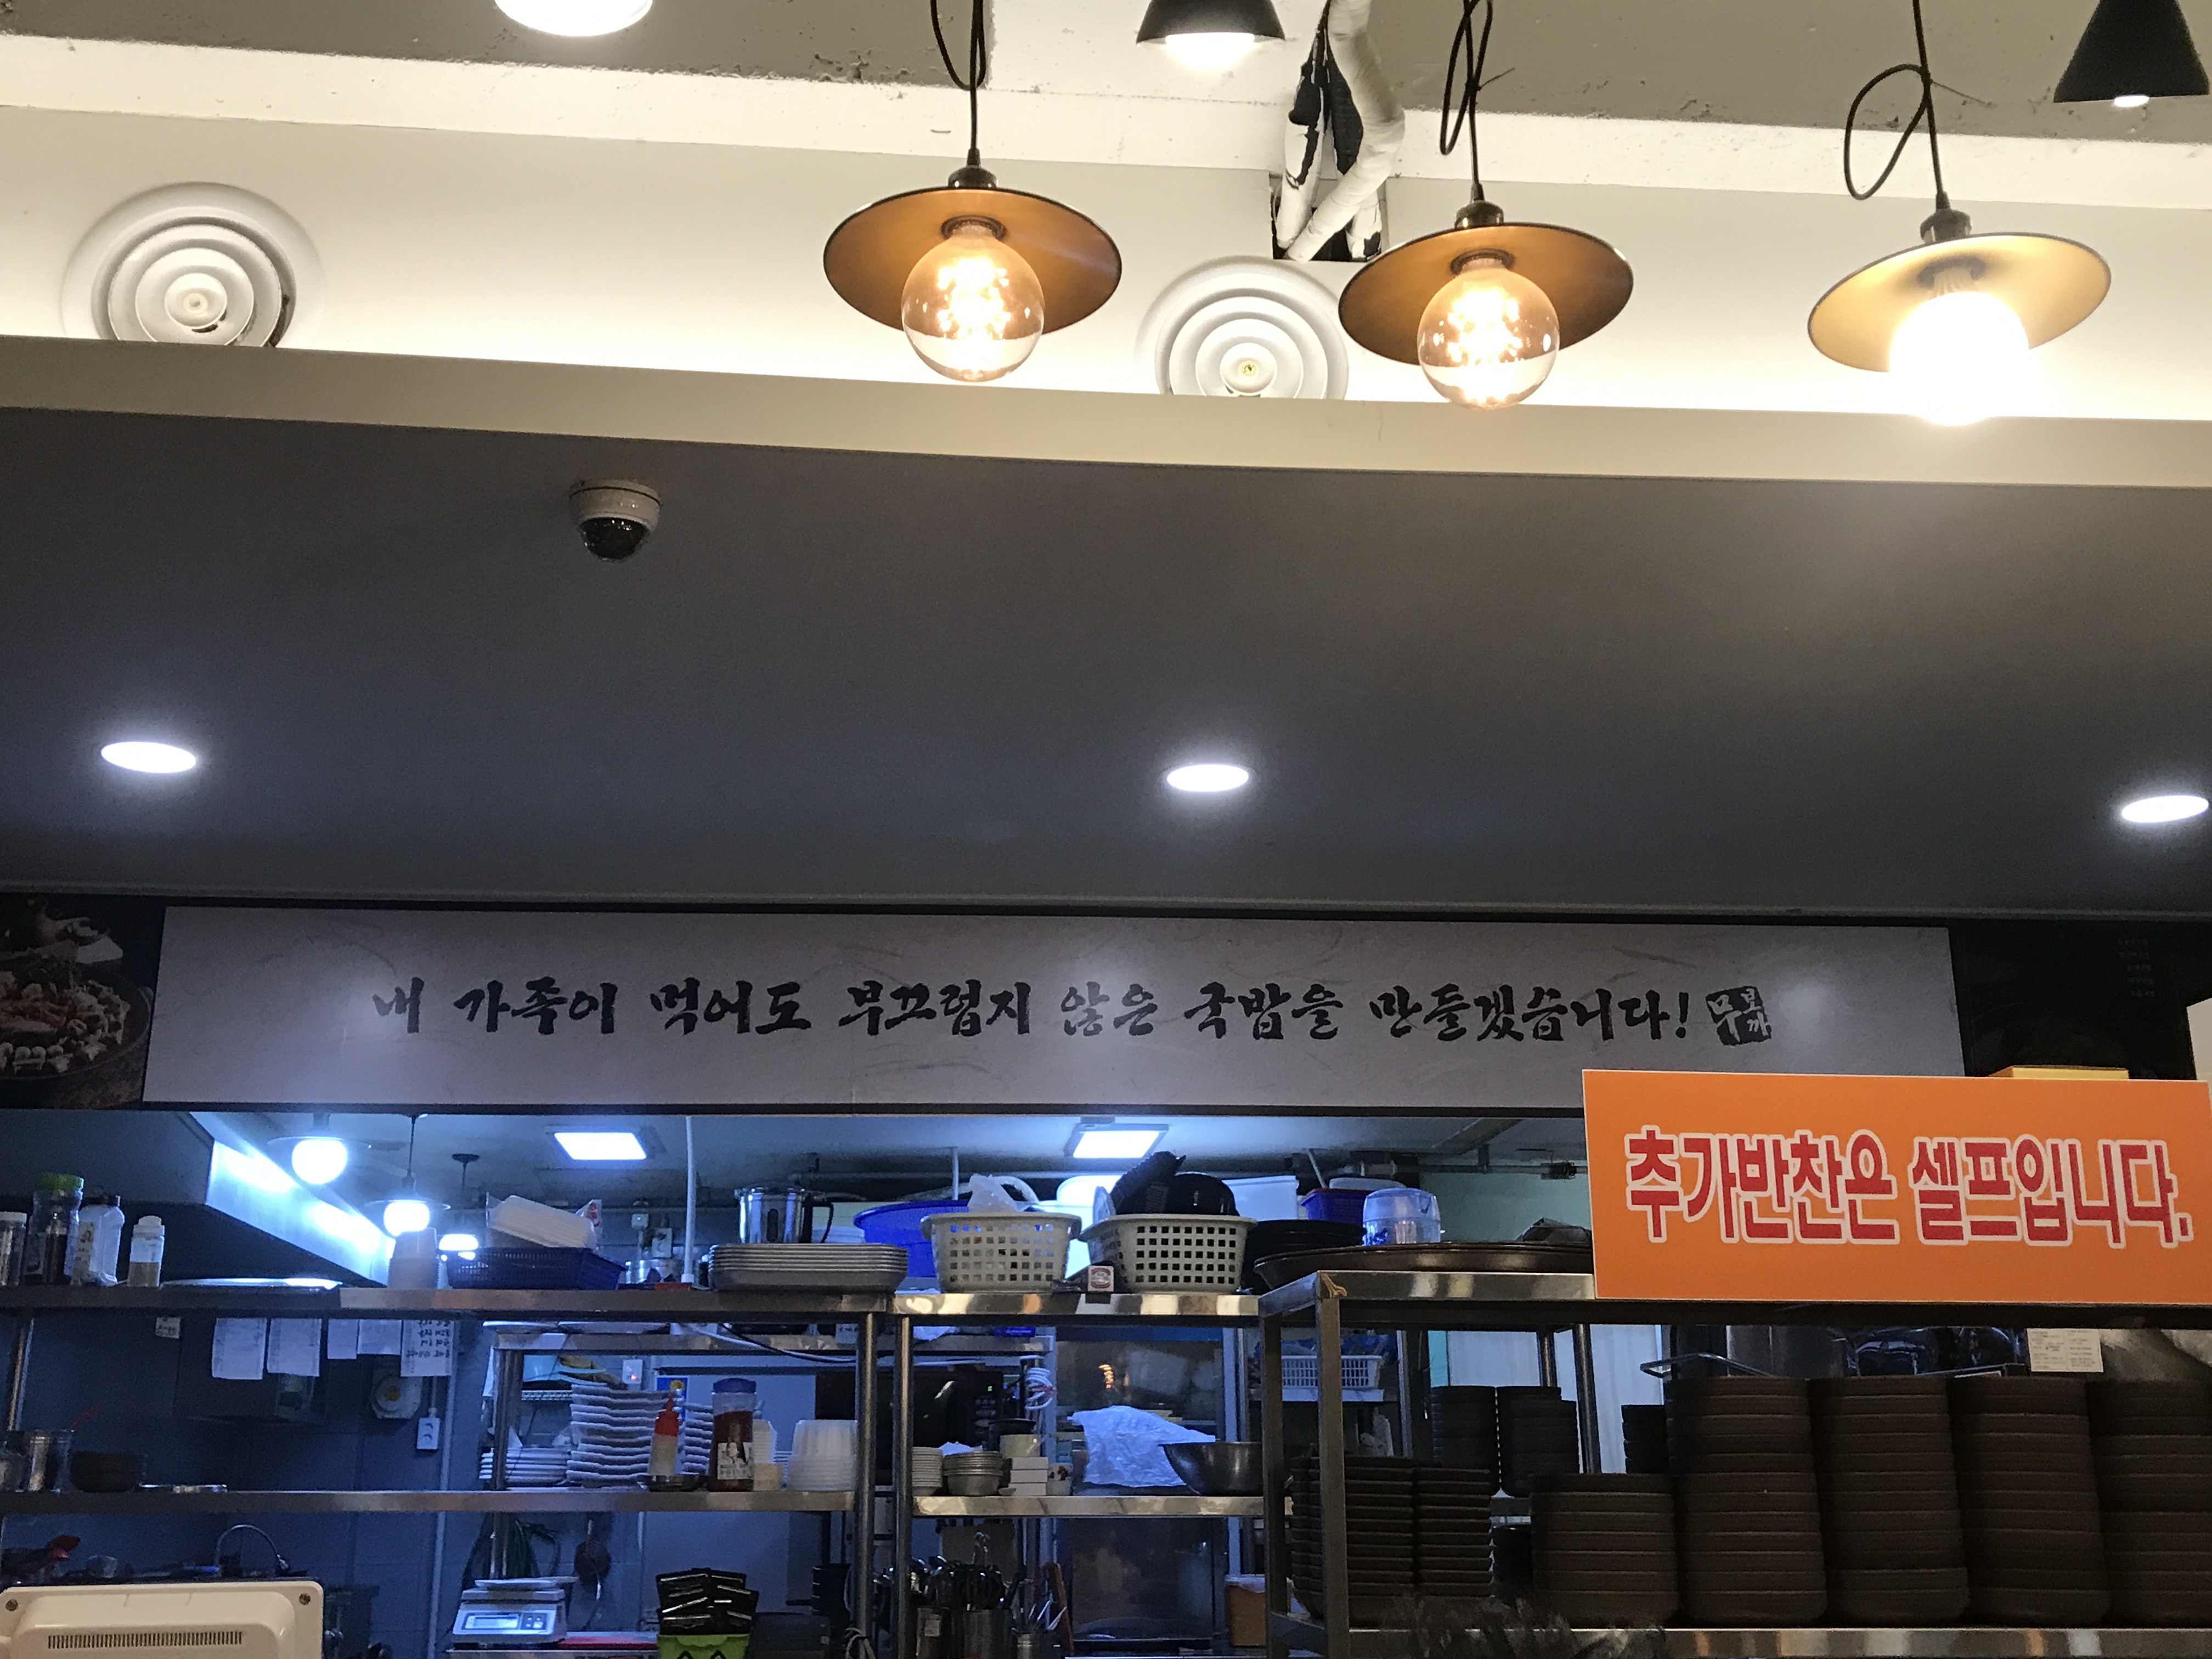 내 가족이 먹어도 부끄럽지 않은 국밥을 만들겠습니다!
추가반찬은 셀프입니다.